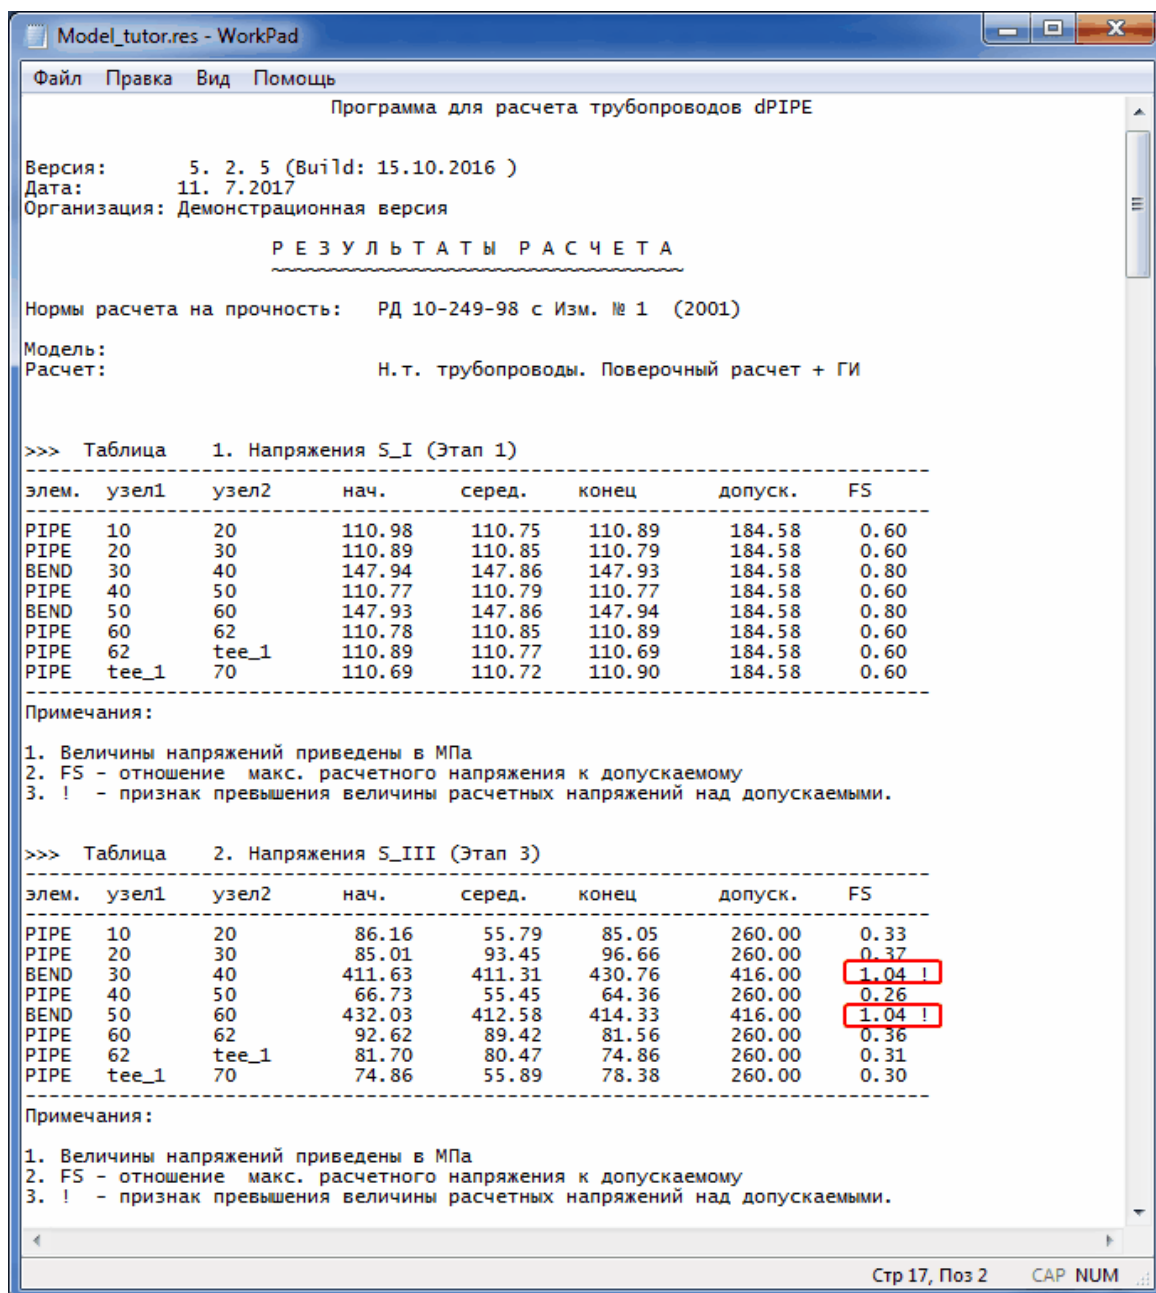 Model_tutor.res - WorkPad
Файл Правка Вид Помощь
Программа для расчета трубопроводов dPIPE
Версия: 5. 2. 5 (Build: 15.10.2016 )
Дата: 11. 7.2017
Организация: Демонстрационная версия
Р Е З У Л Ь Т А Т Ы Р А С Ч Е Т А
~~~~~~~~~~~~~~~~~~~~~~~~~~~~~~~~~~~
Нормы расчета на прочность: РД 10-249-98 с Изм. № 1 (2001)
Модель:
Расчет: Н.т. трубопроводы. Поверочный расчет + ГИ
>>> Таблица 1. Напряжения S_I (Этап 1)
-----------------------------------------------------------------------------
элем. узел1 узел2 нач. серед. конец допуск. FS
-----------------------------------------------------------------------------
PIPE 10 20 110.98 110.75 110.89 184.58 0.60
PIPE 20 30 110.89 110.85 110.79 184.58 0.60
BEND 30 40 147.94 147.86 147.93 184.58 0.80
PIPE 40 50 110.77 110.79 110.77 184.58 0.60
BEND 50 60 147.93 147.86 147.94 184.58 0.80
PIPE 60 62 110.78 110.85 110.89 184.58 0.60
PIPE 62 tee_1 110.89 110.77 110.69 184.58 0.60
PIPE tee_1 70 110.69 110.72 110.90 184.58 0.60
-----------------------------------------------------------------------------
Примечания:
1. Величины напряжений приведены в МПа
2. FS - отношение макс. расчетного напряжения к допускаемому
3. ! - признак превышения величины расчетных напряжений над допускаемыми.
>>> Таблица 2. Напряжения S_III (Этап 3)
-----------------------------------------------------------------------------
элем. узел1 узел2 нач. серед. конец допуск. FS
-----------------------------------------------------------------------------
PIPE 10 20 86.16 55.79 85.05 260.00 0.33
PIPE 20 30 85.01 93.45 96.66 260.00 0.37
BEND 30 40 411.63 411.31 430.76 416.00 1.04 !
PIPE 40 50 66.73 55.45 64.36 260.00 0.26
BEND 50 60 432.03 412.58 414.33 416.00 1.04 !
PIPE 60 62 92.62 89.42 81.56 260.00 0.36
PIPE 62 tee_1 81.70 80.47 74.86 260.00 0.31
PIPE tee_1 70 74.86 55.89 78.38 260.00 0.30
-----------------------------------------------------------------------------
Примечания:
1. Величины напряжений приведены в МПа
2. FS - отношение макс. расчетного напряжения к допускаемому
3. ! - признак превышения величины расчетных напряжений над допускаемыми.
Стр 17, Поз 2 CAP NUM